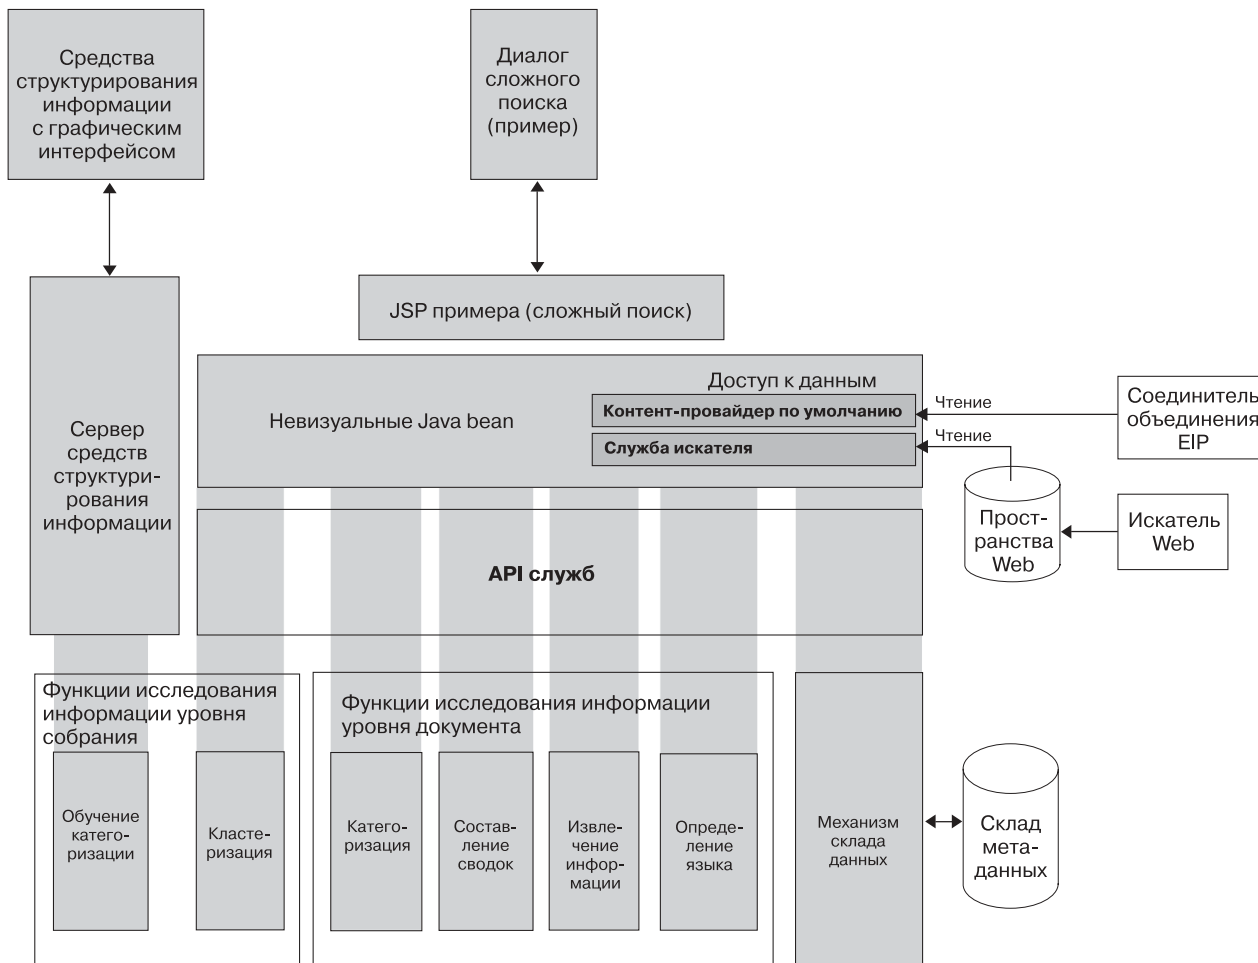 Средства
структурирования
информации
с графическим
интерфейсом
Диалог
сложного
поиска
(пример)
JSP примера (сложный поиск)
Сервер
средств
структури-
рования
информации
Невизуальные Java bean
Доступ к данным
Контент-провайдер по умолчанию
Служба искателя
Чтение
Чтение
Соединитель
объединения
EIP
Прост-
ранства
Web
Искатель
Web
API служб
Функции исследования
информации уровня
собрания
Обучение
катего-
ризации
Класте-
ризация
Функции исследования информации
уровня документа
Катего-
ризация
Состав-
ление
сводок
Извле-
чение
инфор-
мации
Опреде-
ление
языка
Механизм
склада
данных
Склад
мета-
данных